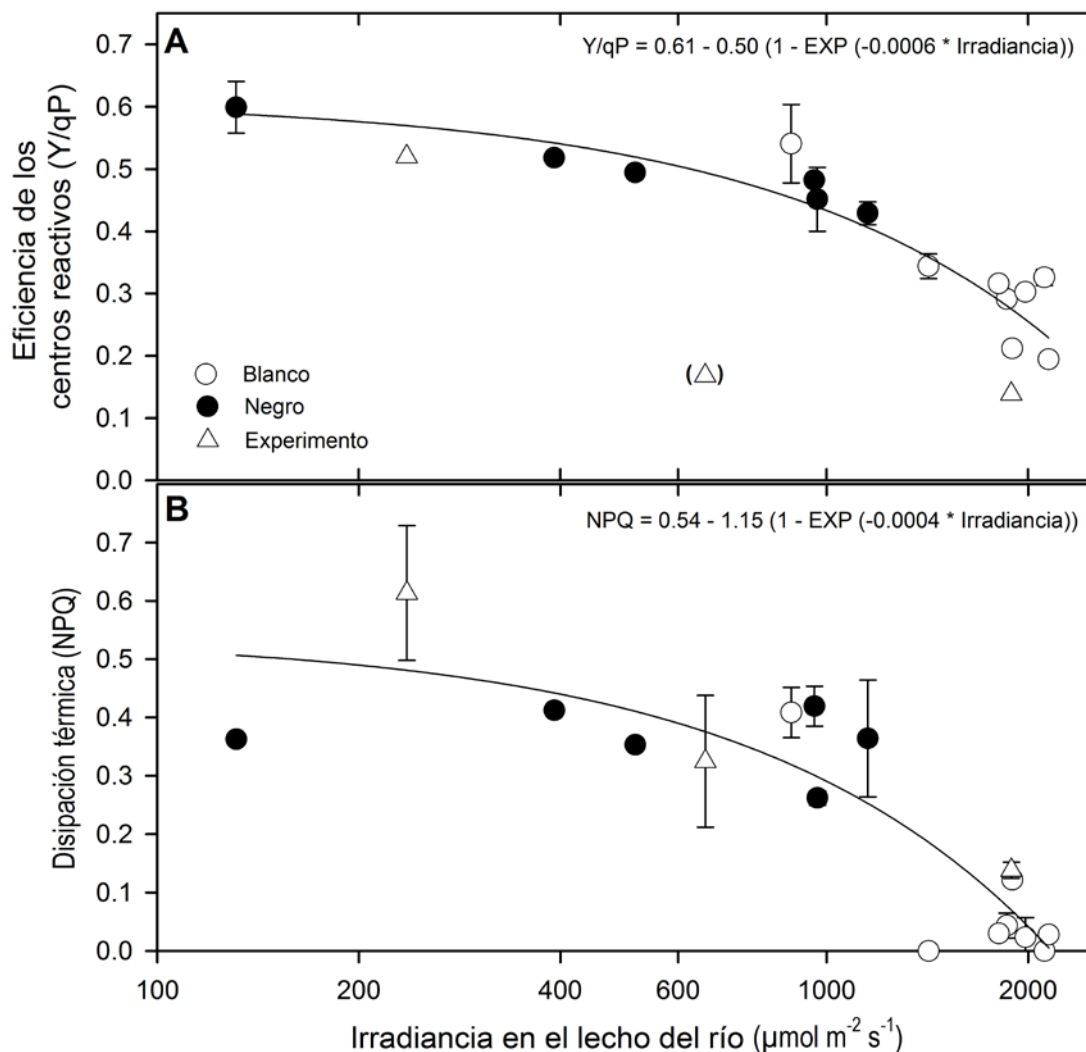 A
Y/qP = 0.61 - 0.50 (1 - EXP (-0.0006 * Irradiancia))
Eficiencia de los
centros reactivos (Y/qP)
0.7
0.6
0.5
0.4
0.3
0.2
0.1
0.0
( )
Blanco
Negro
Experimento
B
NPQ = 0.54 - 1.15 (1 - EXP (-0.0004 * Irradiancia))
Disipación térmica (NPQ)
0.7
0.6
0.5
0.4
0.3
0.2
0.1
0.0
100 200 400 600 1000 2000
Irradiancia en el lecho del río (µmol m⁻² s⁻¹)